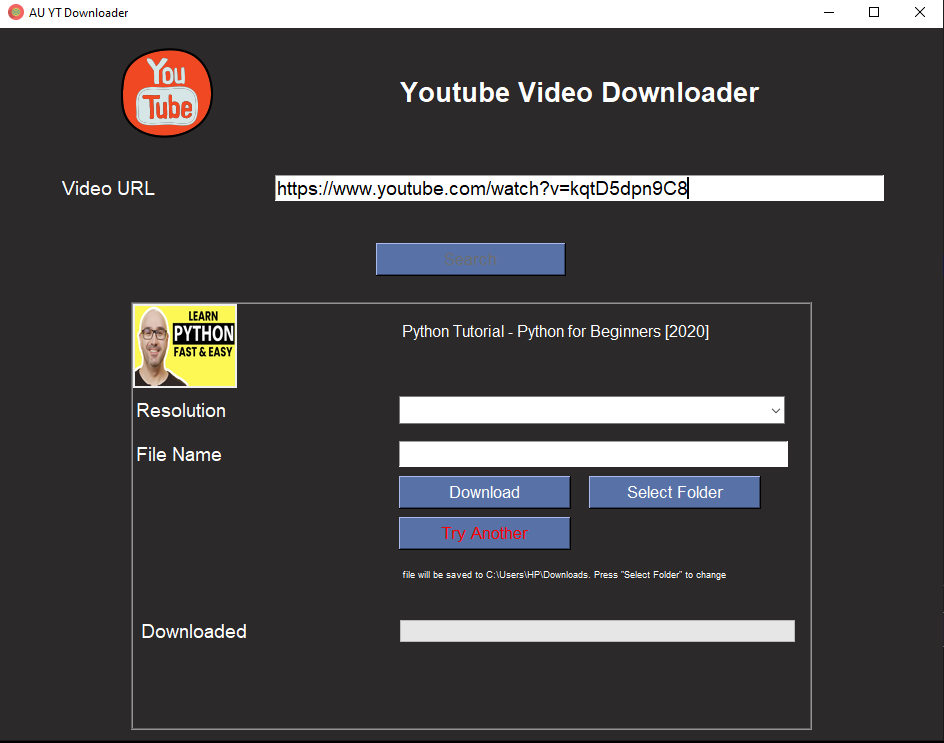 AU YT Downloader
You
Tube
Youtube Video Downloader
Video URL
https://www.youtube.com/watch?v=kqtD5dpn9C8
Search
LEARN
PYTHON
FAST & EASY
Python Tutorial - Python for Beginners [2020]
Resolution
File Name
Download
Select Folder
Try Another
file will be saved to C:\Users\HP\Downloads. Press "Select Folder" to change
Downloaded